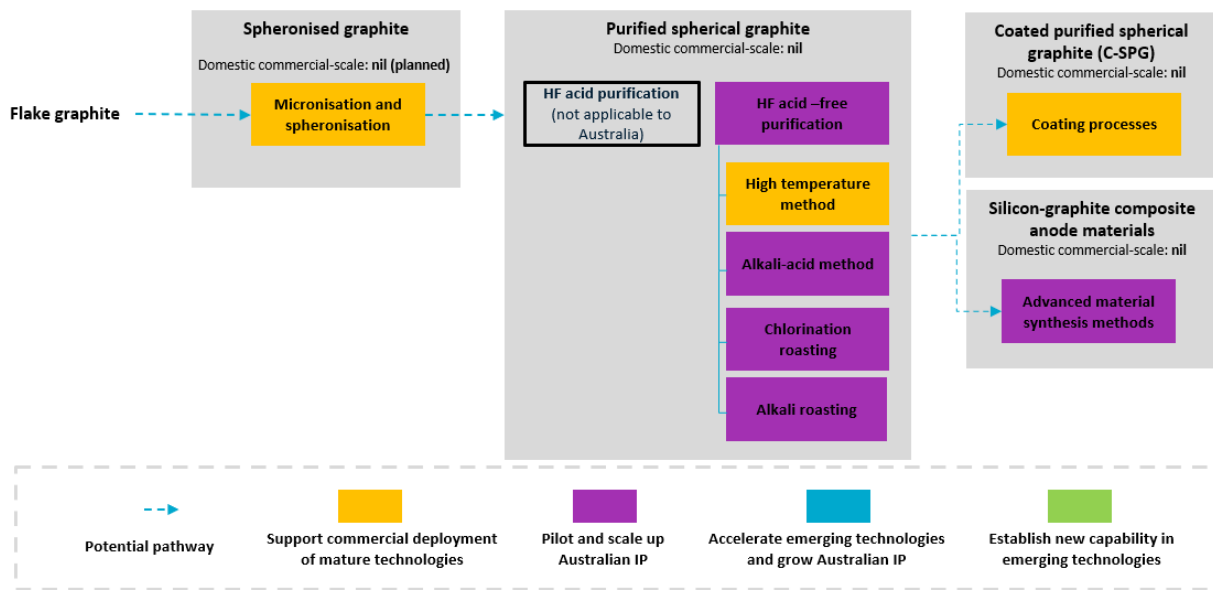 Flake graphite
Spheronised graphite
Domestic commercial-scale: nil (planned)
Micronisation and
spheronisation
Purified spherical graphite
Domestic commercial-scale: nil
HF acid purification
(not applicable to
Australia)
HF acid –free
purification
High temperature
method
Alkali-acid method
Chlorination
roasting
Alkali roasting
Coated purified spherical
graphite (C-SPG)
Domestic commercial-scale: nil
Coating processes
Silicon-graphite composite
anode materials
Domestic commercial-scale: nil
Advanced material
synthesis methods
Potential pathway
Support commercial deployment
of mature technologies
Pilot and scale up
Australian IP
Accelerate emerging technologies
and grow Australian IP
Establish new capability in
emerging technologies